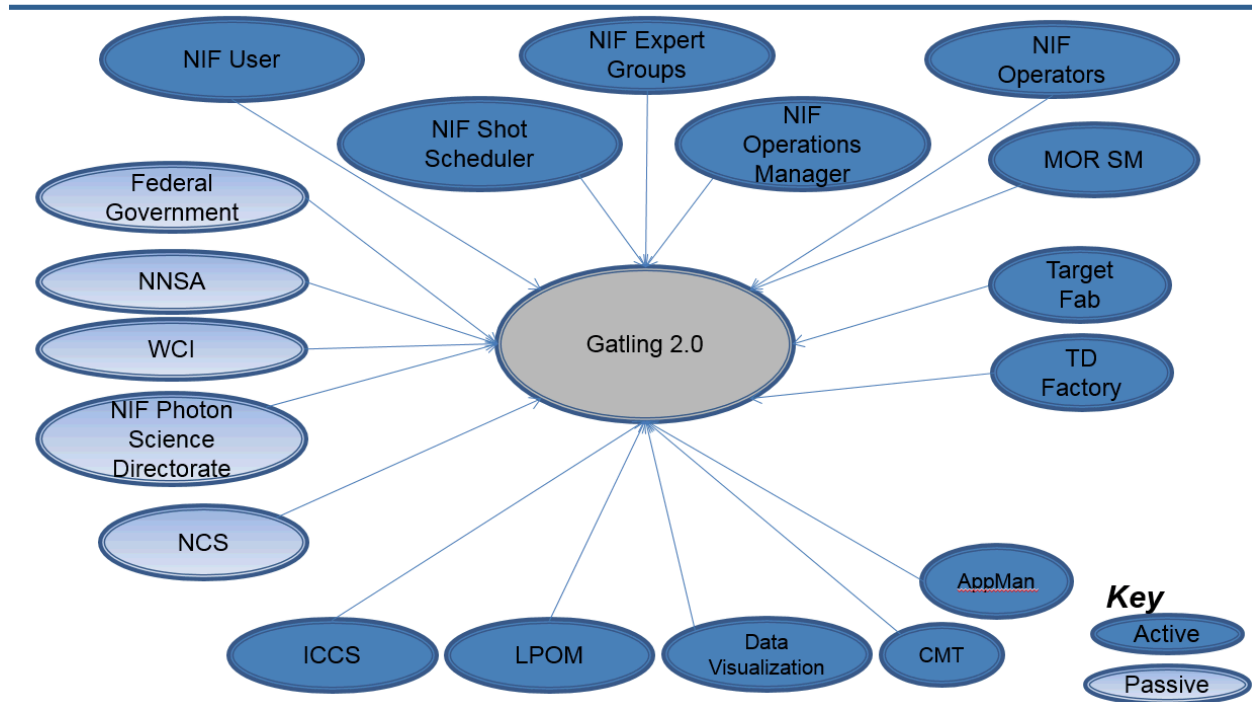 NIF User
NIF Expert
Groups
NIF
Operators
NIF Shot
Scheduler
NIF
Operations
Manager
MOR SM
Federal
Government
NNSA
WCI
NIF Photon
Science
Directorate
NCS
Gatling 2.0
Target
Fab
TD
Factory
ICCS
LPOM
Data
Visualization
CMT
AppMan
Key
Active
Passive